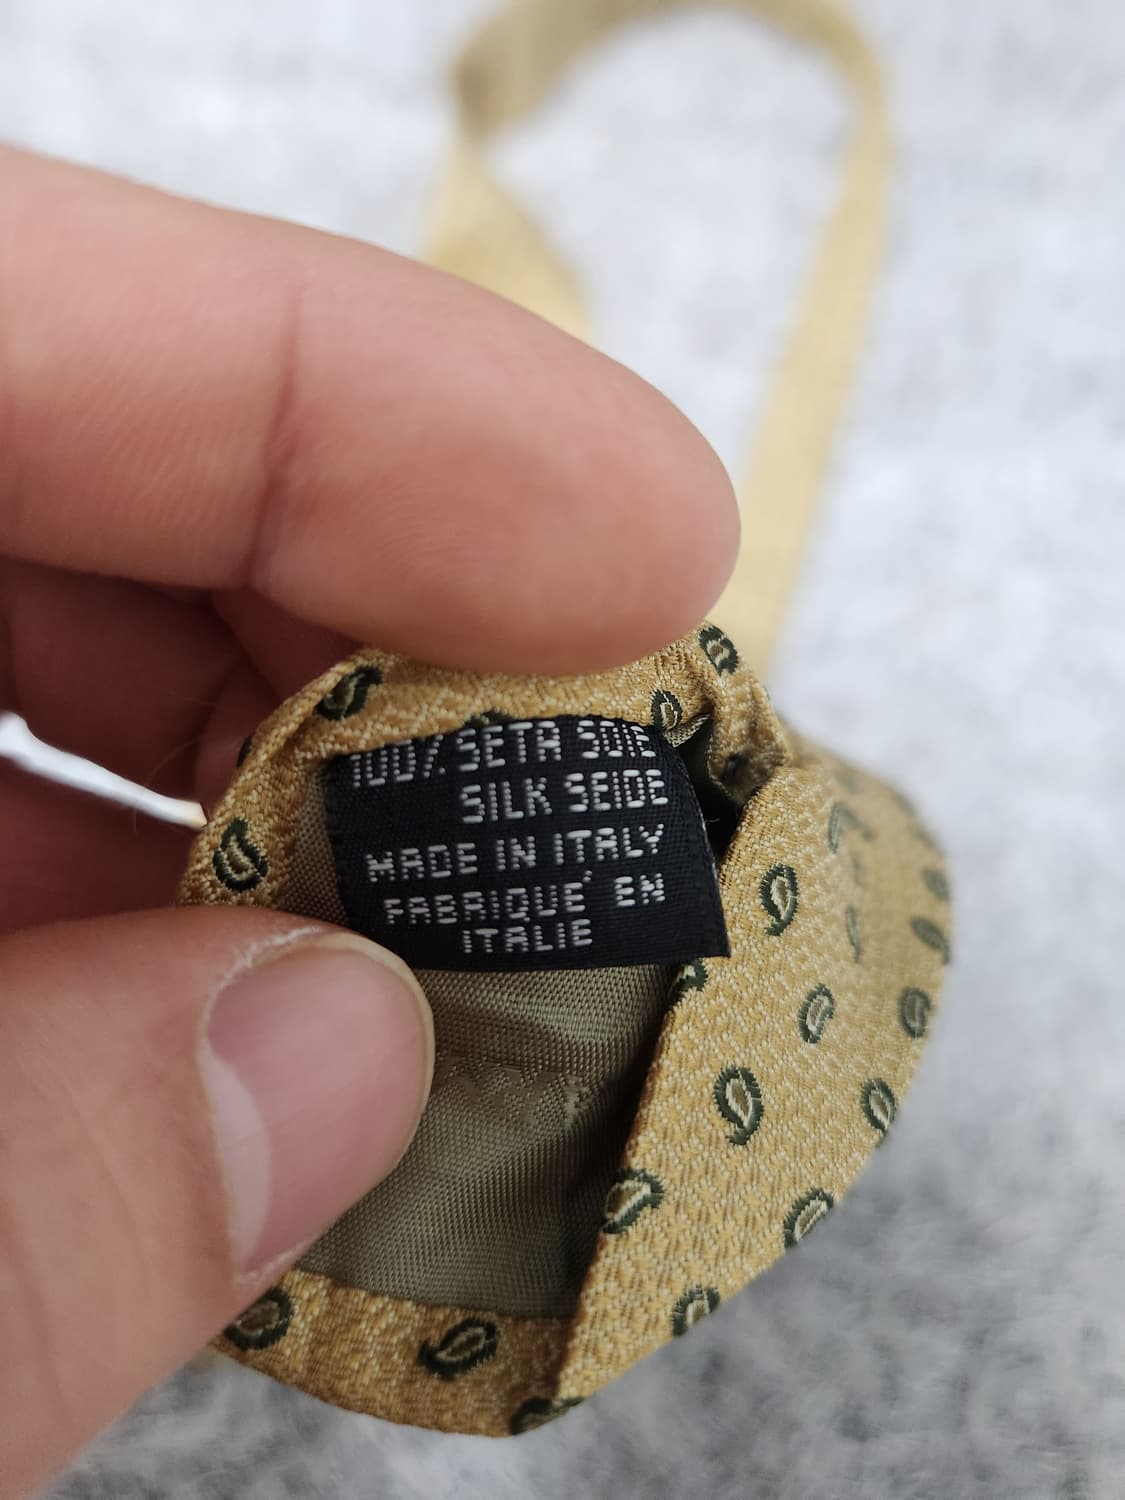 100% SETA SOIE
SILK SEIDE
MADE IN ITALY
FABRIQUE' EN
ITALIE